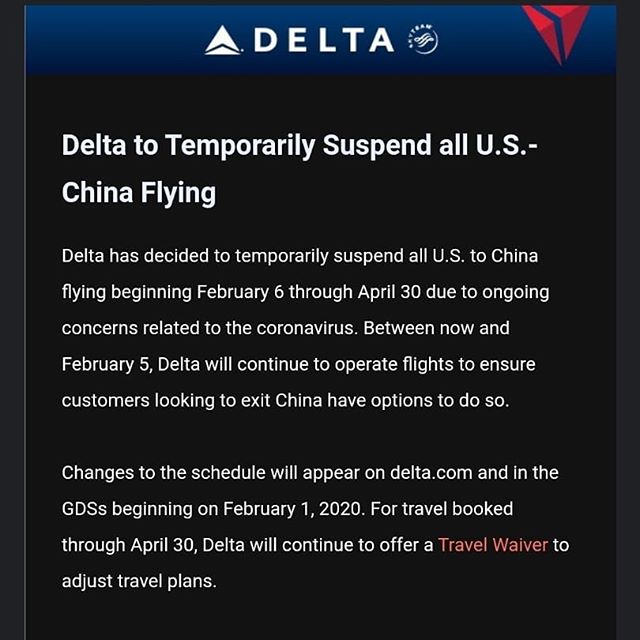 DELTA SKYTEAM
Delta to Temporarily Suspend all U.S.-
China Flying
Delta has decided to temporarily suspend all U.S. to China
flying beginning February 6 through April 30 due to ongoing
concerns related to the coronavirus. Between now and
February 5, Delta will continue to operate flights to ensure
customers looking to exit China have options to do so.
Changes to the schedule will appear on delta.com and in the
GDSs beginning on February 1, 2020. For travel booked
through April 30, Delta will continue to offer a Travel Waiver to
adjust travel plans.